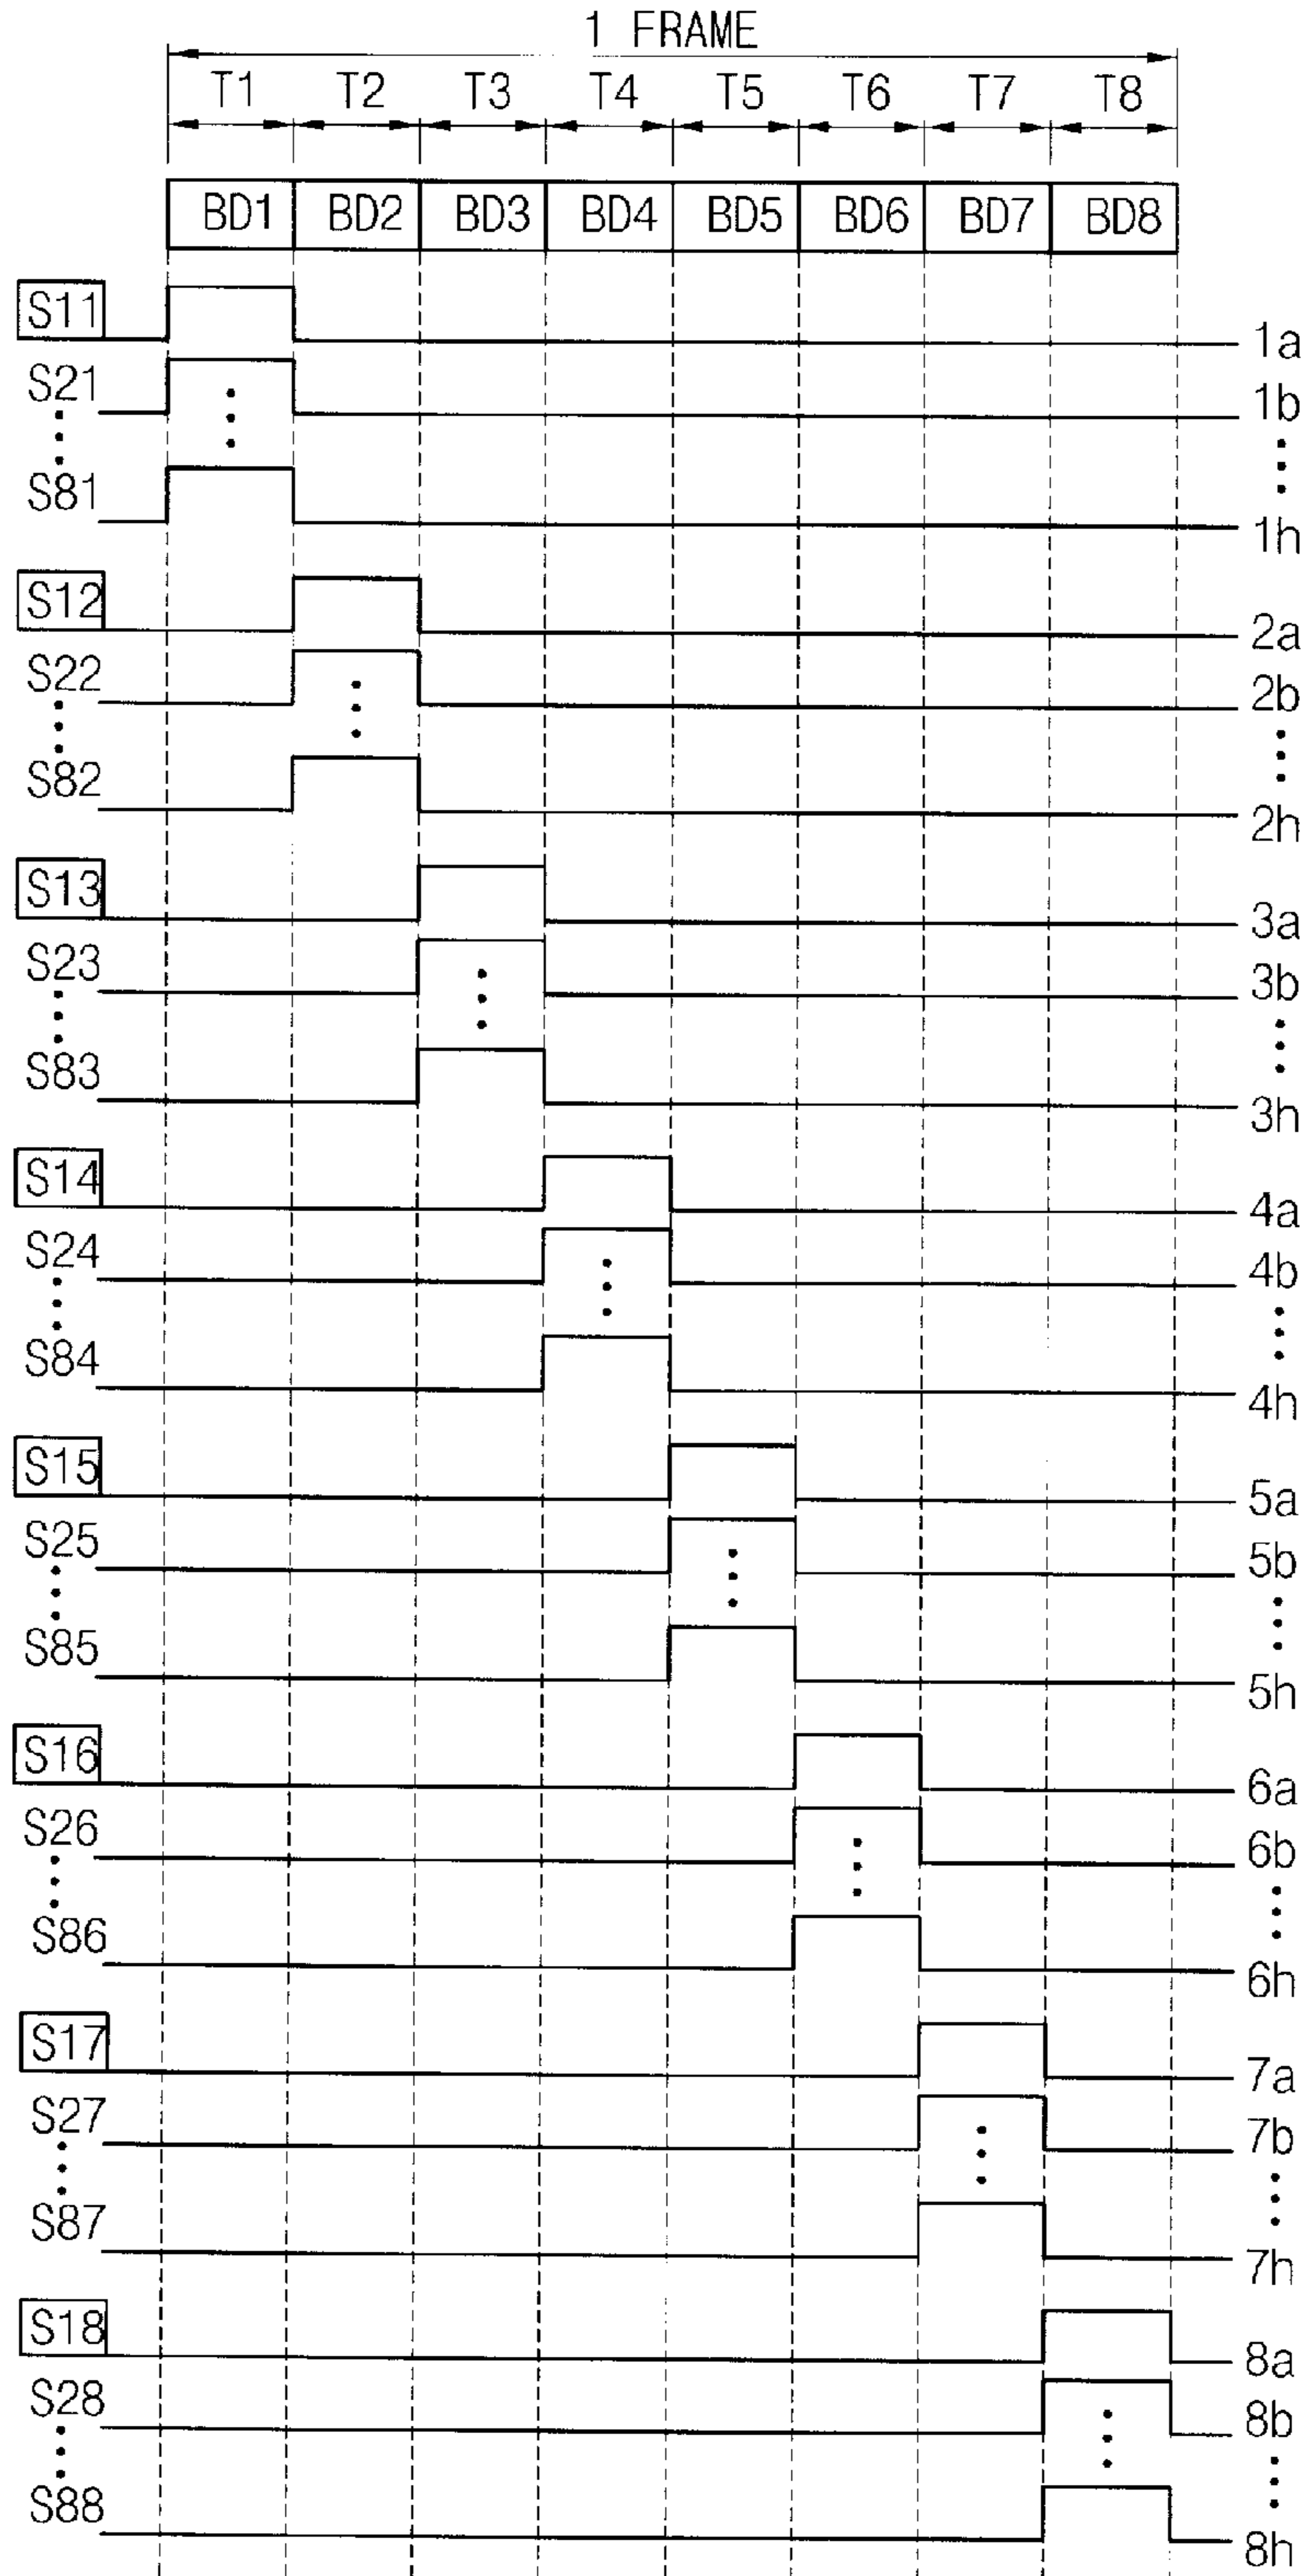 1 FRAME
T1 T2 T3 T4 T5 T6 T7 T8
BD1 BD2 BD3 BD4 BD5 BD6 BD7 BD8
S11 1a
S21 1b
S81 1h
S12 2a
S22 2b
S82 2h
S13 3a
S23 3b
S83 3h
S14 4a
S24 4b
S84 4h
S15 5a
S25 5b
S85 5h
S16 6a
S26 6b
S86 6h
S17 7a
S27 7b
S87 7h
S18 8a
S28 8b
S88 8h